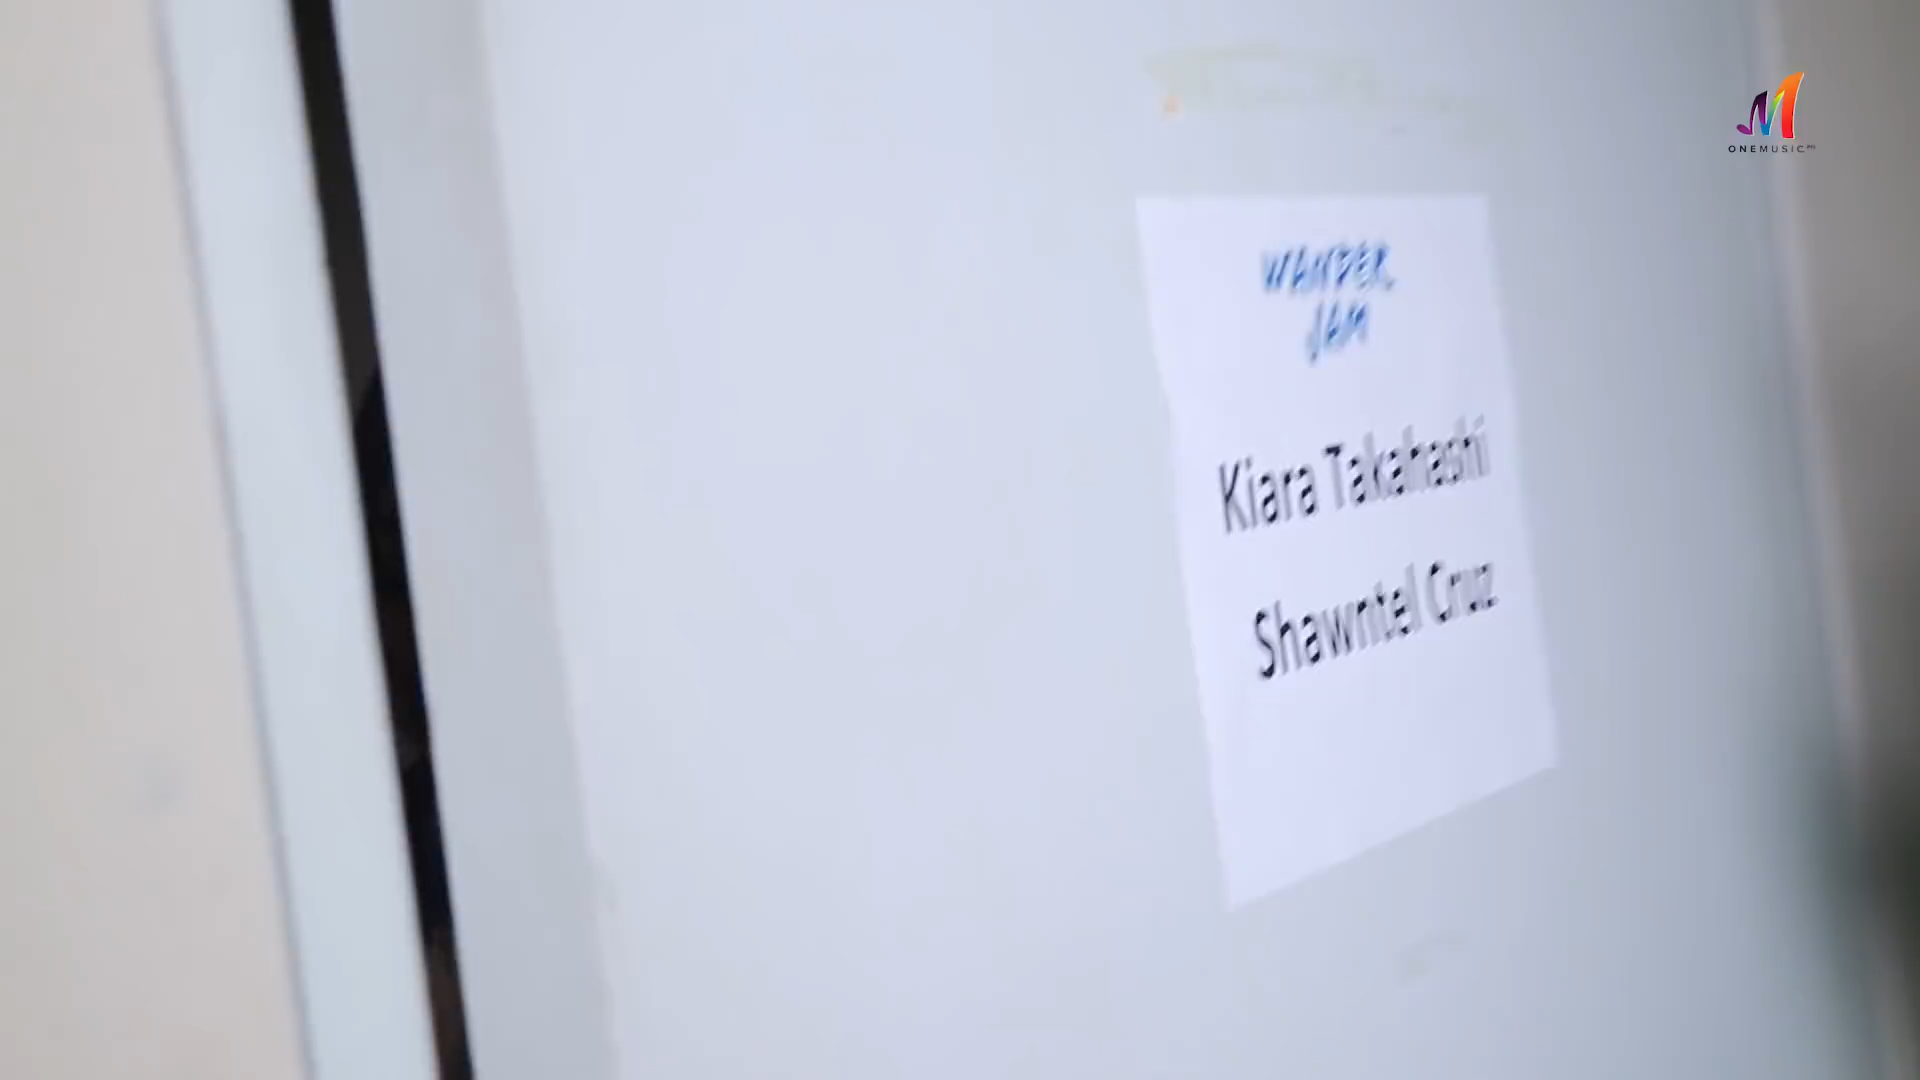 ONEMUSIC
WANDER
JAM
Kiara Takahashi
Shawntel Cruz